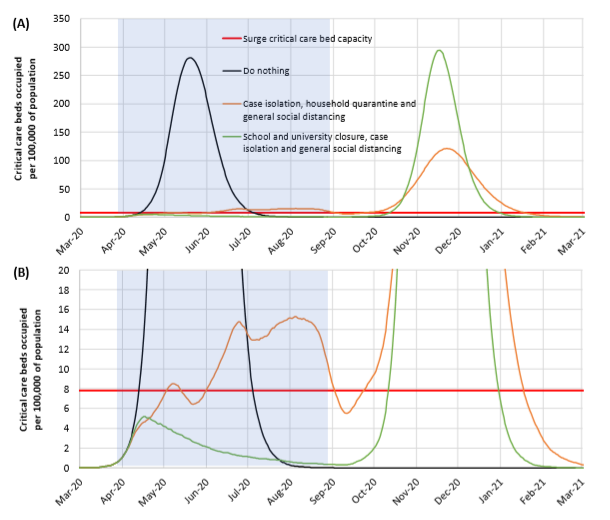 (A)
Critical care beds occupied
per 100,000 of population
350
300
250
200
150
100
50
0
Surge critical care bed capacity
Do nothing
Case isolation, household quarantine and
general social distancing
School and university closure, case
isolation and general social distancing
Mar-20
Apr-20
May-20
Jun-20
Jul-20
Aug-20
Sep-20
Oct-20
Nov-20
Dec-20
Jan-21
Feb-21
Mar-21
(B)
Critical care beds occupied
per 100,000 of population
20
18
16
14
12
10
8
6
4
2
0
Mar-20
Apr-20
May-20
Jun-20
Jul-20
Aug-20
Sep-20
Oct-20
Nov-20
Dec-20
Jan-21
Feb-21
Mar-21